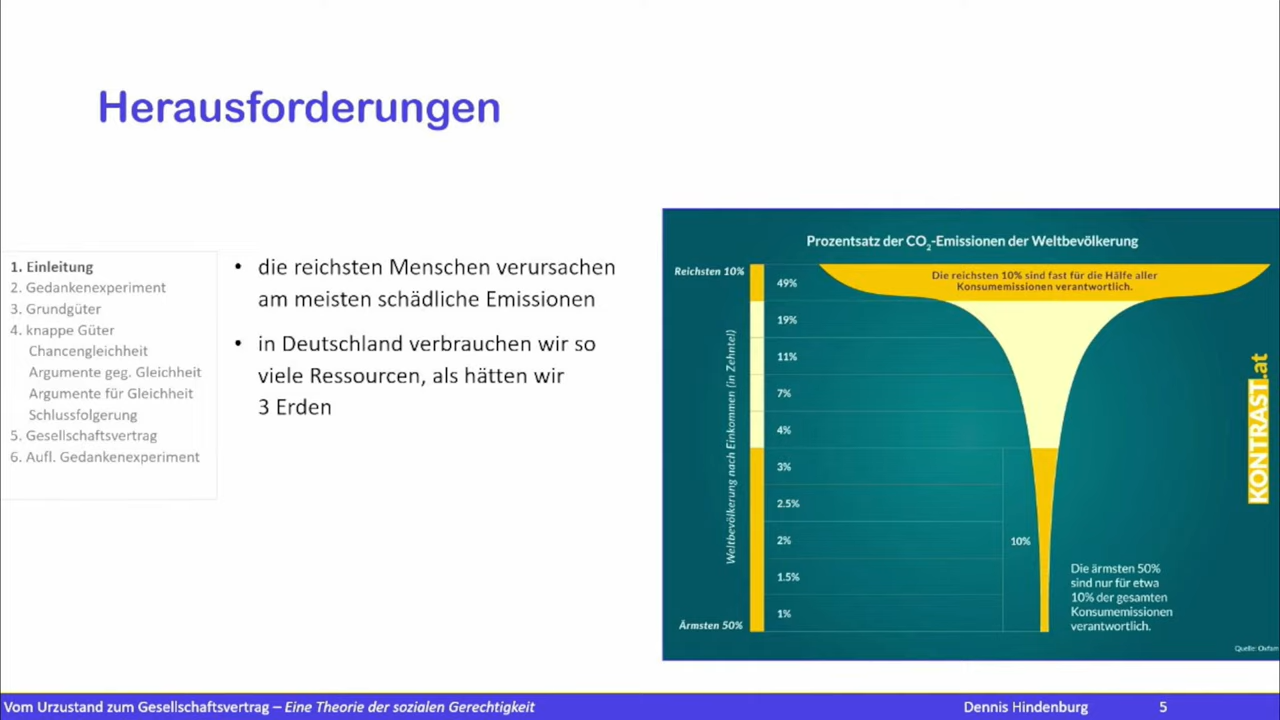 Herausforderungen
1. Einleitung
2. Gedankenexperiment
3. Grundgüter
4. knappe Güter
Chancengleichheit
Argumente geg. Gleichheit
Argumente für Gleichheit
Schlussfolgerung
5. Gesellschaftsvertrag
6. Aufl. Gedankenexperiment
• die reichsten Menschen verursachen
am meisten schädliche Emissionen
• in Deutschland verbrauchen wir so
viele Ressourcen, als hätten wir
3 Erden
Prozentsatz der CO₂-Emissionen der Weltbevölkerung
Reichsten 10%
Die reichsten 10% sind fast für die Hälfte aller
Konsumemissionen verantwortlich.
49%
19%
11%
7%
4%
3%
2.5%
2%
1.5%
1%
Weltbevölkerung nach Einkommen (in Zehntel)
10%
Die ärmsten 50%
sind nur für etwa
10% der gesamten
Konsumemissionen
verantwortlich.
Ärmsten 50%
KONTRAST.at
Quelle: Oxfam
Vom Urzustand zum Gesellschaftsvertrag – Eine Theorie der sozialen Gerechtigkeit
Dennis Hindenburg
5